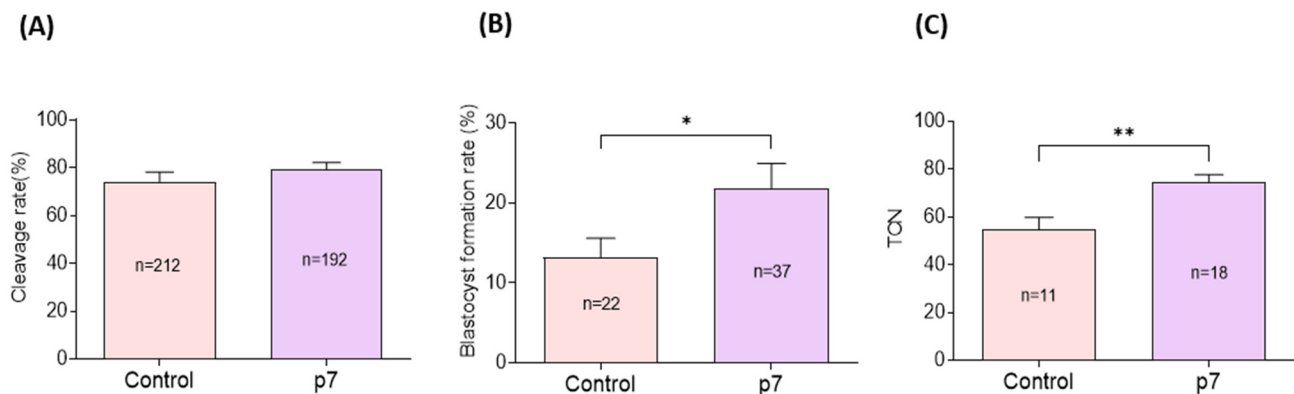 (A)
Cleavage rate(%)
100
80
60
40
20
0
n=212
n=192
Control
p7
(B)
Blastocyst formation rate (%)
30
20
10
0
*
n=22
n=37
Control
p7
(C)
TCN
100
80
60
40
20
0
**
n=11
n=18
Control
p7